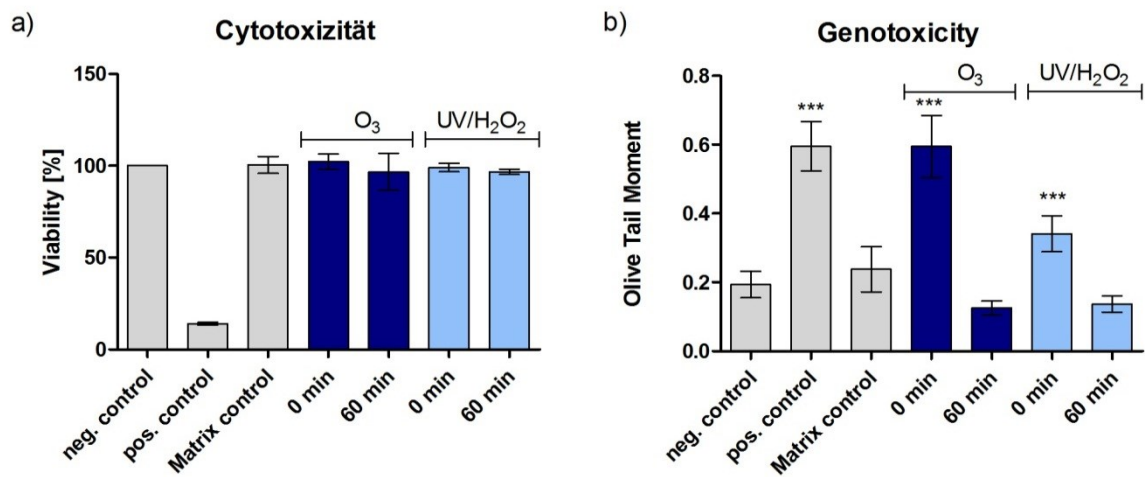 a)
Cytotoxizität
Viability [%]
150
100
50
0
O₃
UV/H₂O₂
neg. control
pos. control
Matrix control
0 min
60 min
0 min
60 min
b)
Genotoxicity
Olive Tail Moment
0.8
0.6
0.4
0.2
0.0
O₃
UV/H₂O₂
***
***
***
neg. control
pos. control
Matrix control
0 min
60 min
0 min
60 min